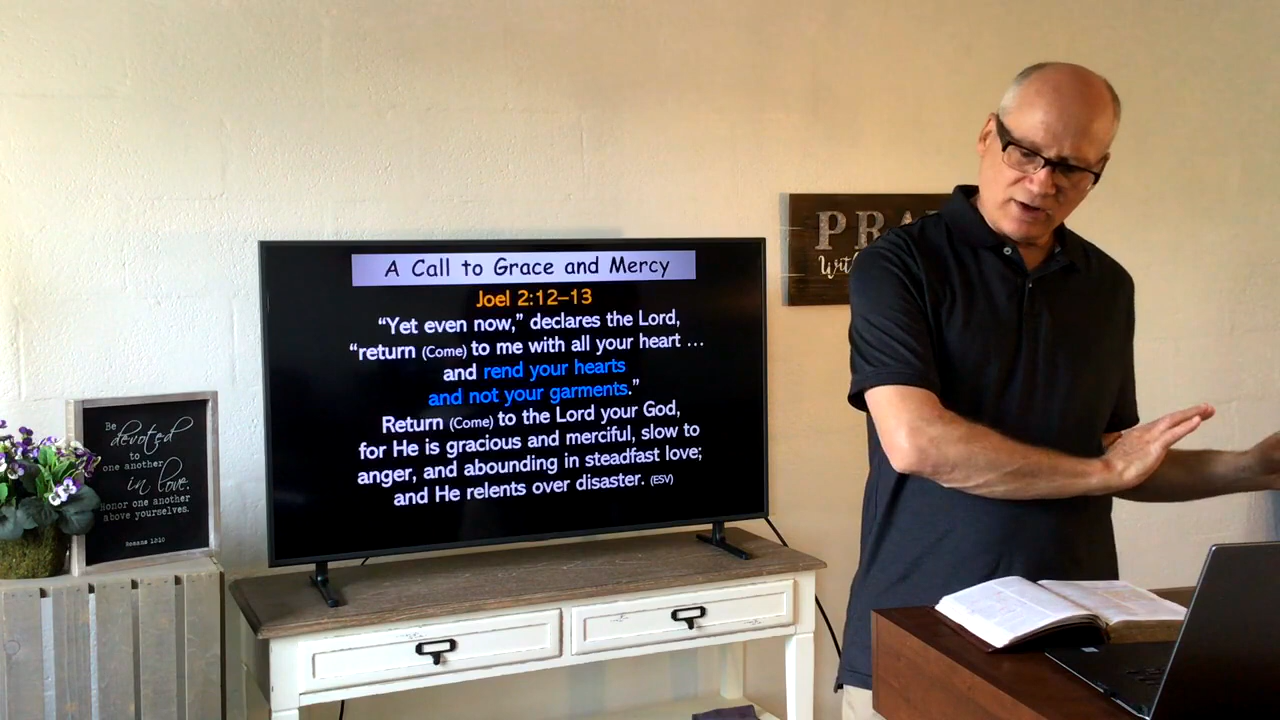 A Call to Grace and Mercy
Joel 2:12–13
“Yet even now,” declares the Lord,
“return (Come) to me with all your heart …
and rend your hearts
and not your garments.”
Return (Come) to the Lord your God,
for He is gracious and merciful, slow to
anger, and abounding in steadfast love;
and He relents over disaster. (ESV)
Be
devoted
to
one another
in love.
Honor one another
above yourselves.
Romans 12:10